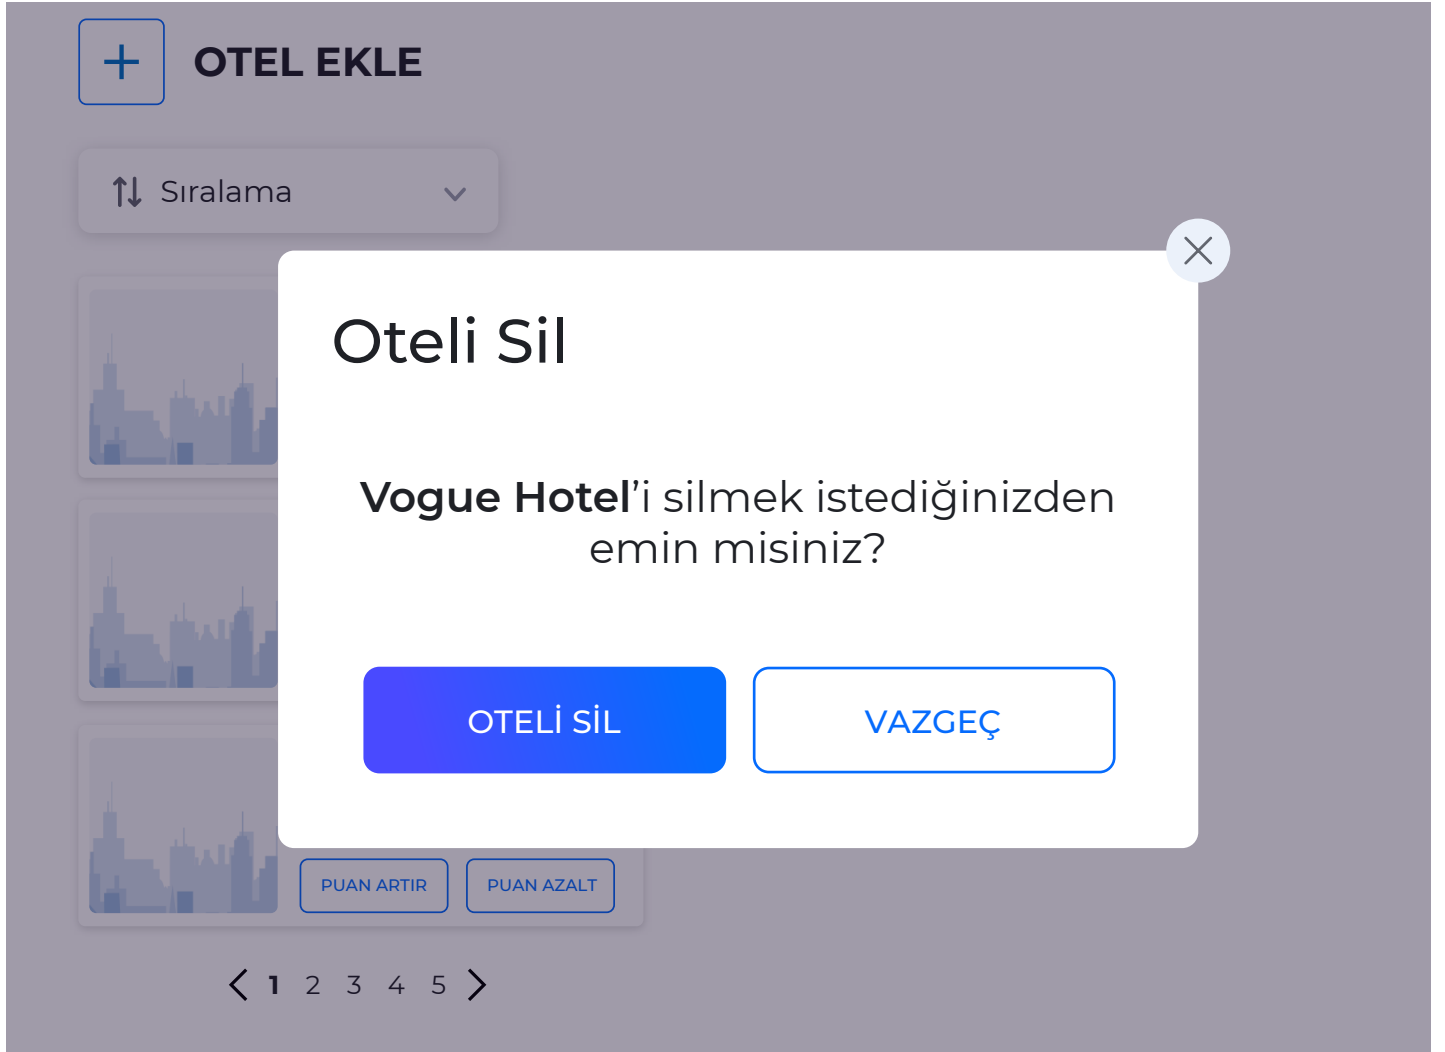 OTEL EKLE
Sıralama
Oteli Sil
Vogue Hotel’i silmek istediğinizden
emin misiniz?
OTELİ SİL
VAZGEÇ
PUAN ARTIR
PUAN AZALT
1 2 3 4 5